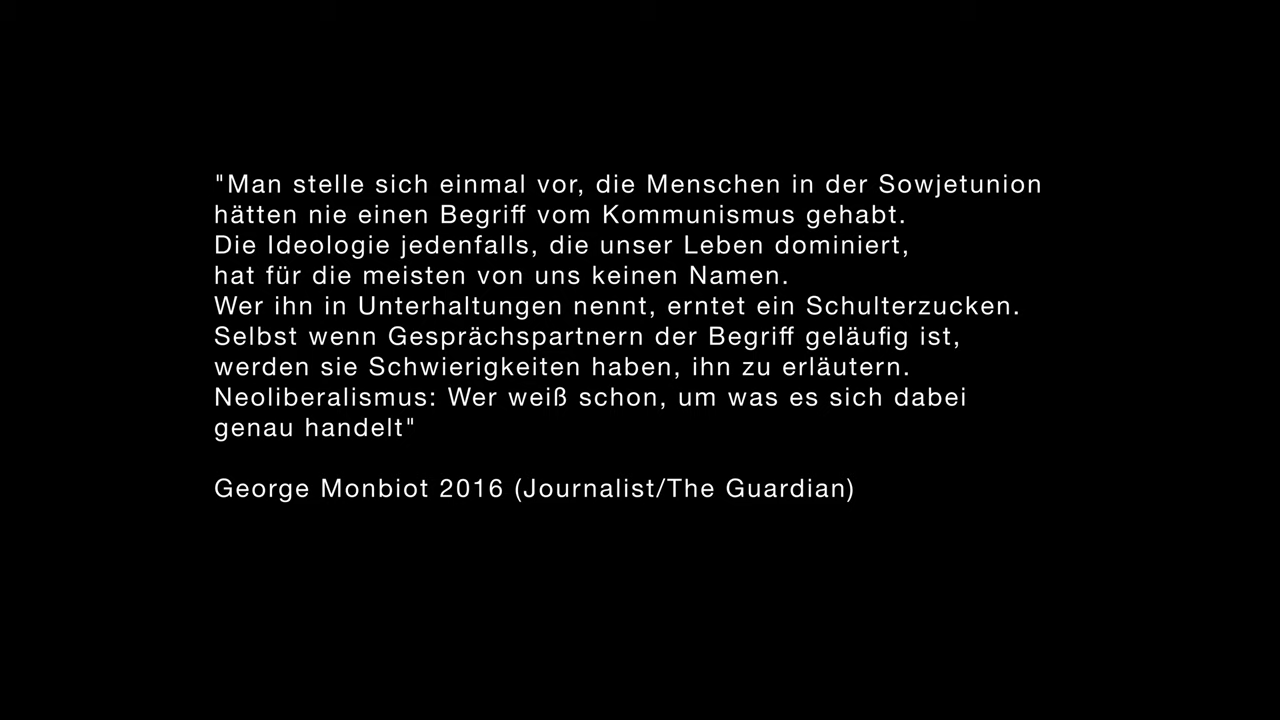 "Man stelle sich einmal vor, die Menschen in der Sowjetunion
hätten nie einen Begriff vom Kommunismus gehabt.
Die Ideologie jedenfalls, die unser Leben dominiert,
hat für die meisten von uns keinen Namen.
Wer ihn in Unterhaltungen nennt, erntet ein Schulterzucken.
Selbst wenn Gesprächspartnern der Begriff geläufig ist,
werden sie Schwierigkeiten haben, ihn zu erläutern.
Neoliberalismus: Wer weiß schon, um was es sich dabei
genau handelt"
George Monbiot 2016 (Journalist/The Guardian)